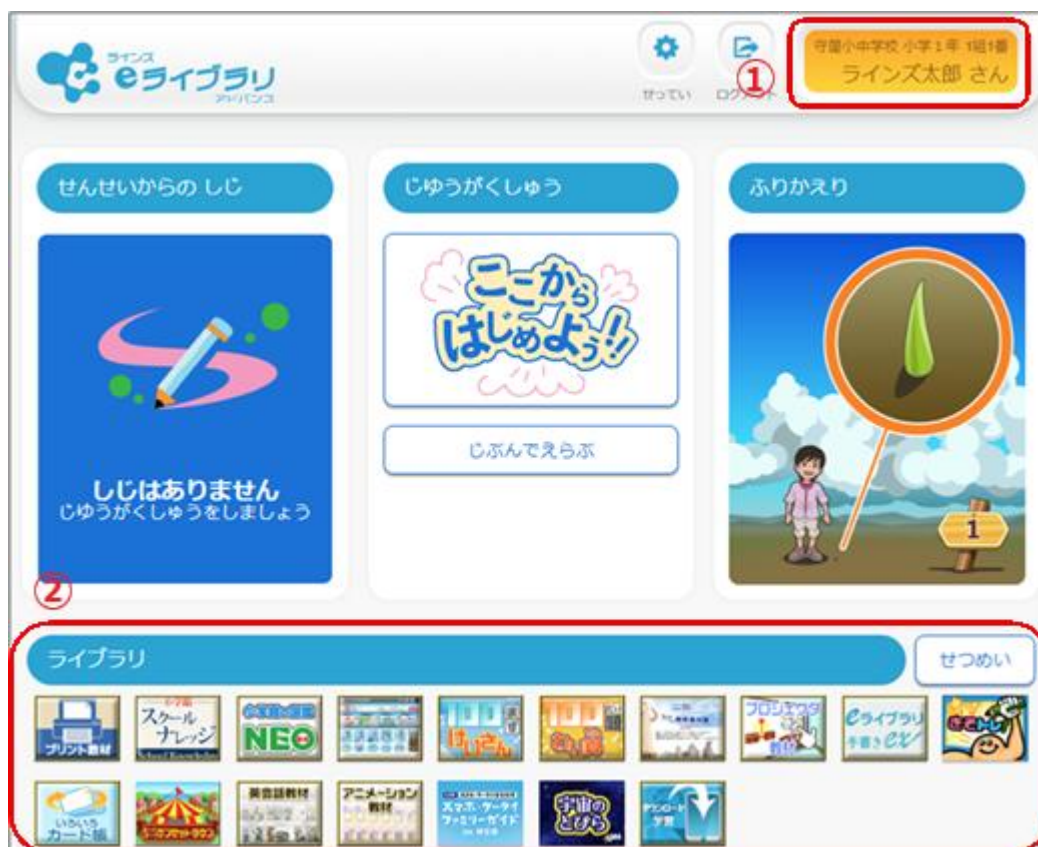 ラインズ
eライブラリ
アドバンス
せってい
ログアウト
①
小中学校 小学1年 1組1番
ラインズ太郎 さん
せんせいからの しじ
じゆうがくしゅう
ふりかえり
しじはありません
じゆうがくしゅうをしましょう
ここから
はじめよう!!
じぶんでえらぶ
1
②
ライブラリ
せつめい
プリント教材
スクール
ナレッジ
NEO
けいさん
プロジェクタ
教材
eライブラリ
手書きEX
きそトレ
いろいろ
カード帳
英会話教材
アニメーション
教材
スマホ・ケータイ
ファミリーガイド
宇宙の
とびら
ダウンロード
学習